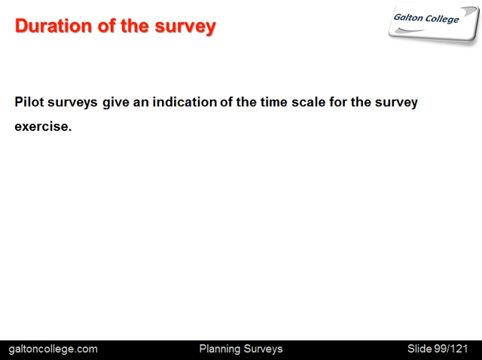 Duration of the survey
Galton College
Pilot surveys give an indication of the time scale for the survey
exercise.
galtoncollege.com Planning Surveys Slide 99/121